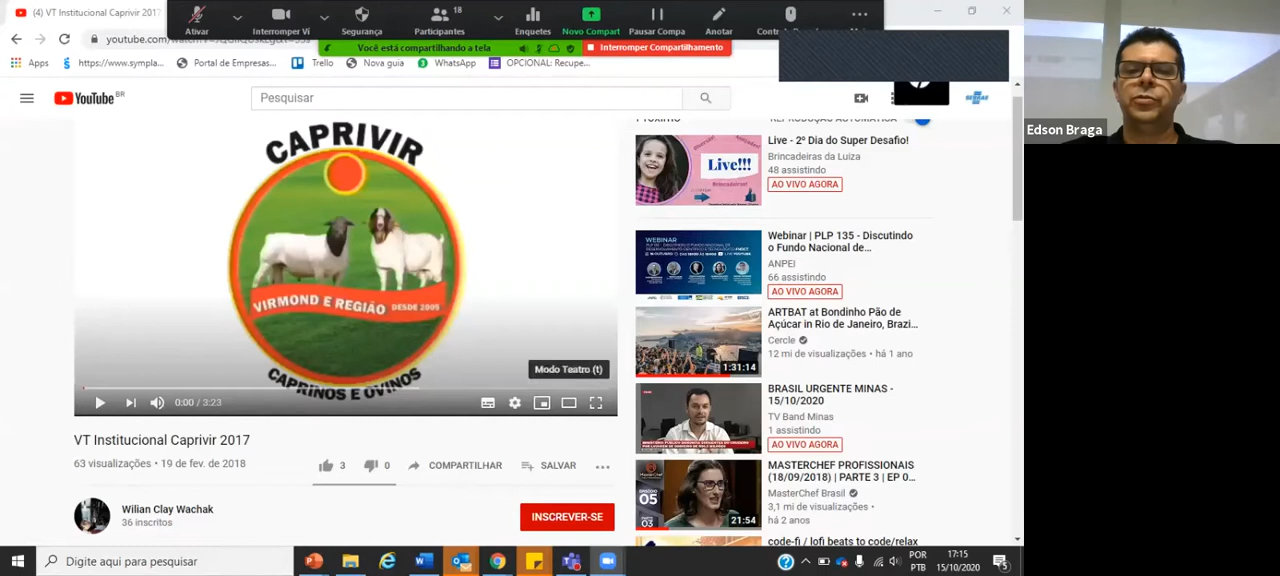 VT Institucional Caprivir 2017
Ativar
Interromper Ví
Segurança
Participantes
18
Enquetes
Novo Compart
Pausar Compa
Anotar
Você está compartilhando a tela
Interromper Compartilhamento
Apps
https://www.sympla...
Portal de Empresas...
Trello
Nova guia
WhatsApp
OPCIONAL: Recupe...
YouTube BR
Pesquisar
SEBRAE
Edson Braga
CAPRIVIR
VIRMOND E REGIÃO DESDE 2005
CAPRINOS E OVINOS
Modo Teatro (t)
0:00 / 3:23
VT Institucional Caprivir 2017
63 visualizações • 19 de fev. de 2018
3
0
COMPARTILHAR
SALVAR
Wilian Clay Wachak
36 inscritos
INSCREVER-SE
Live!!!
Live - 2º Dia do Super Desafio!
Brincadeiras da Luiza
48 assistindo
AO VIVO AGORA
WEBINAR
Webinar | PLP 135 - Discutindo
o Fundo Nacional de...
ANPEI
66 assistindo
AO VIVO AGORA
ARTBAT at Bondinho Pão de
Açúcar in Rio de Janeiro, Brazi...
Cercle
12 mi de visualizações • há 1 ano
1:31:14
BRASIL URGENTE MINAS -
15/10/2020
TV Band Minas
1 assistindo
AO VIVO AGORA
MASTERCHEF PROFISSIONAIS
(18/09/2018) | PARTE 3 | EP 0...
MasterChef Brasil
3,1 mi de visualizações •
há 2 anos
EPISÓDIO
05
PARTE
03
21:54
code-fi / lofi beats to code/relax
Digite aqui para pesquisar
POR
PTB
17:15
15/10/2020
5